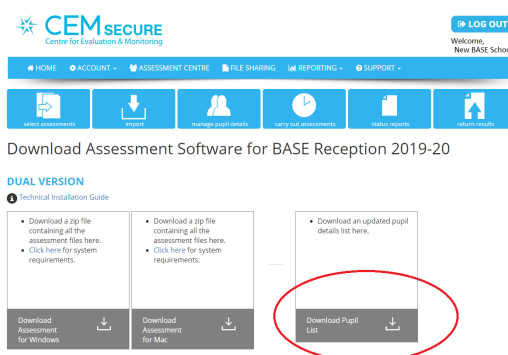 CEM SECURE
Centre for Evaluation & Monitoring
LOG OUT
Welcome,
New BASE Schoo
HOME ACCOUNT ASSESSMENT CENTRE FILE SHARING REPORTING SUPPORT
select assessments import manage pupil details carry out assessments status reports return results
Download Assessment Software for BASE Reception 2019-20
DUAL VERSION
Technical Installation Guide
• Download a zip file
containing all the
assessment files here.
• Click here for system
requirements.
Download
Assessment
for Windows
• Download a zip file
containing all the
assessment files here.
• Click here for system
requirements.
Download
Assessment
for Mac
• Download an updated pupil
details list here.
Download Pupil
List